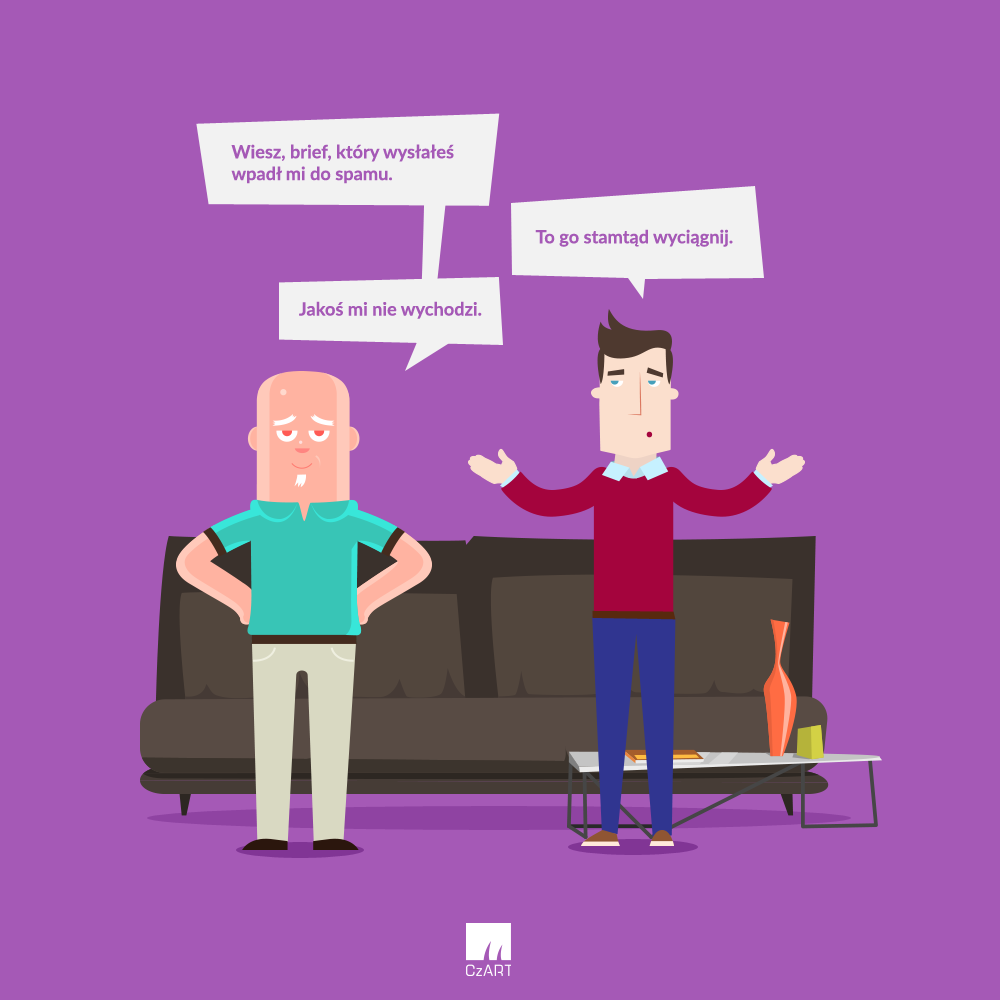 Wiesz, brief, który wysłałeś
wpadł mi do spamu.
To go stamtąd wyciągnij.
Jakoś mi nie wychodzi.
CzART